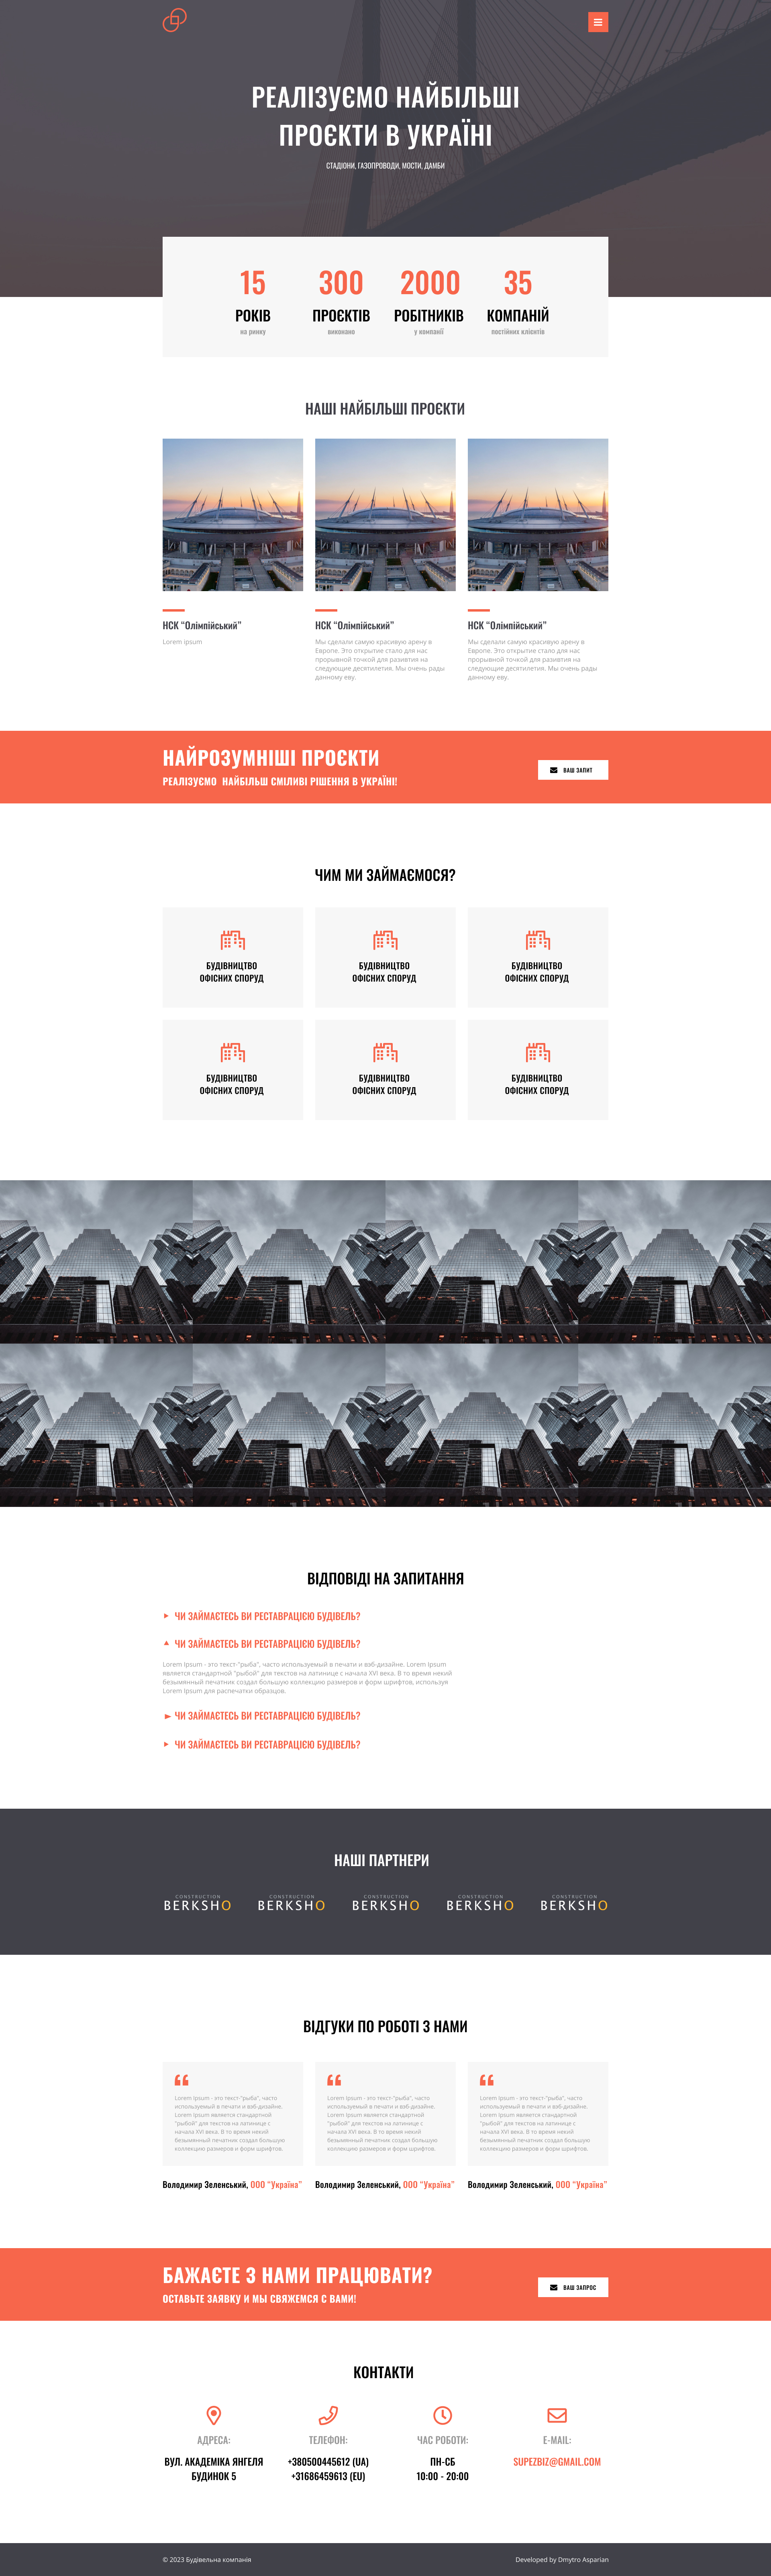 РЕАЛІЗУЄМО НАЙБІЛЬШІ
ПРОЄКТИ В УКРАЇНІ
СТАДІОНИ, ГАЗОПРОВОДИ, МОСТИ, ДАМБИ
15
РОКІВ
на ринку
300
ПРОЄКТІВ
виконано
2000
РОБІТНИКІВ
у компанії
35
КОМПАНІЙ
постійних клієнтів
НАШІ НАЙБІЛЬШІ ПРОЄКТИ
НСК “Олімпійський”
Lorem ipsum
НСК “Олімпійський”
Мы сделали самую красивую арену в
Европе. Это открытие стало для нас
прорывной точкой для разивтия на
следующие десятилетия. Мы очень рады
данному еву.
НСК “Олімпійський”
Мы сделали самую красивую арену в
Европе. Это открытие стало для нас
прорывной точкой для разивтия на
следующие десятилетия. Мы очень рады
данному еву.
НАЙРОЗУМНІШІ ПРОЄКТИ
РЕАЛІЗУЄМО НАЙБІЛЬШ СМІЛИВІ РІШЕННЯ В УКРАЇНІ!
ВАШ ЗАПИТ
ЧИМ МИ ЗАЙМАЄМОСЯ?
БУДІВНИЦТВО
ОФІСНИХ СПОРУД
БУДІВНИЦТВО
ОФІСНИХ СПОРУД
БУДІВНИЦТВО
ОФІСНИХ СПОРУД
БУДІВНИЦТВО
ОФІСНИХ СПОРУД
БУДІВНИЦТВО
ОФІСНИХ СПОРУД
БУДІВНИЦТВО
ОФІСНИХ СПОРУД
ВІДПОВІДІ НА ЗАПИТАННЯ
ЧИ ЗАЙМАЄТЕСЬ ВИ РЕСТАВРАЦІЄЮ БУДІВЕЛЬ?
ЧИ ЗАЙМАЄТЕСЬ ВИ РЕСТАВРАЦІЄЮ БУДІВЕЛЬ?
Lorem Ipsum - это текст-"рыба", часто используемый в печати и вэб-дизайне. Lorem Ipsum
является стандартной "рыбой" для текстов на латинице с начала XVI века. В то время некий
безымянный печатник создал большую коллекцию размеров и форм шрифтов, используя
Lorem Ipsum для распечатки образцов.
ЧИ ЗАЙМАЄТЕСЬ ВИ РЕСТАВРАЦІЄЮ БУДІВЕЛЬ?
ЧИ ЗАЙМАЄТЕСЬ ВИ РЕСТАВРАЦІЄЮ БУДІВЕЛЬ?
НАШІ ПАРТНЕРИ
CONSTRUCTION
BERKSHO
CONSTRUCTION
BERKSHO
CONSTRUCTION
BERKSHO
CONSTRUCTION
BERKSHO
CONSTRUCTION
BERKSHO
ВІДГУКИ ПО РОБОТІ З НАМИ
Lorem Ipsum - это текст-"рыба", часто
используемый в печати и вэб-дизайне.
Lorem Ipsum является стандартной
"рыбой" для текстов на латинице с
начала XVI века. В то время некий
безымянный печатник создал большую
коллекцию размеров и форм шрифтов.
Володимир Зеленський, ООО “Україна”
Lorem Ipsum - это текст-"рыба", часто
используемый в печати и вэб-дизайне.
Lorem Ipsum является стандартной
"рыбой" для текстов на латинице с
начала XVI века. В то время некий
безымянный печатник создал большую
коллекцию размеров и форм шрифтов.
Володимир Зеленський, ООО “Україна”
Lorem Ipsum - это текст-"рыба", часто
используемый в печати и вэб-дизайне.
Lorem Ipsum является стандартной
"рыбой" для текстов на латинице с
начала XVI века. В то время некий
безымянный печатник создал большую
коллекцию размеров и форм шрифтов.
Володимир Зеленський, ООО “Україна”
БАЖАЄТЕ З НАМИ ПРАЦЮВАТИ?
ОСТАВЬТЕ ЗАЯВКУ И МЫ СВЯЖЕМСЯ С ВАМИ!
ВАШ ЗАПРОС
КОНТАКТИ
АДРЕСА:
ВУЛ. АКАДЕМІКА ЯНГЕЛЯ
БУДИНОК 5
ТЕЛЕФОН:
+380500445612 (UA)
+31686459613 (EU)
ЧАС РОБОТИ:
ПН-СБ
10:00 - 20:00
E-MAIL:
SUPEZBIZ@GMAIL.COM
© 2023 Будівельна компанія
Developed by Dmytro Asparian